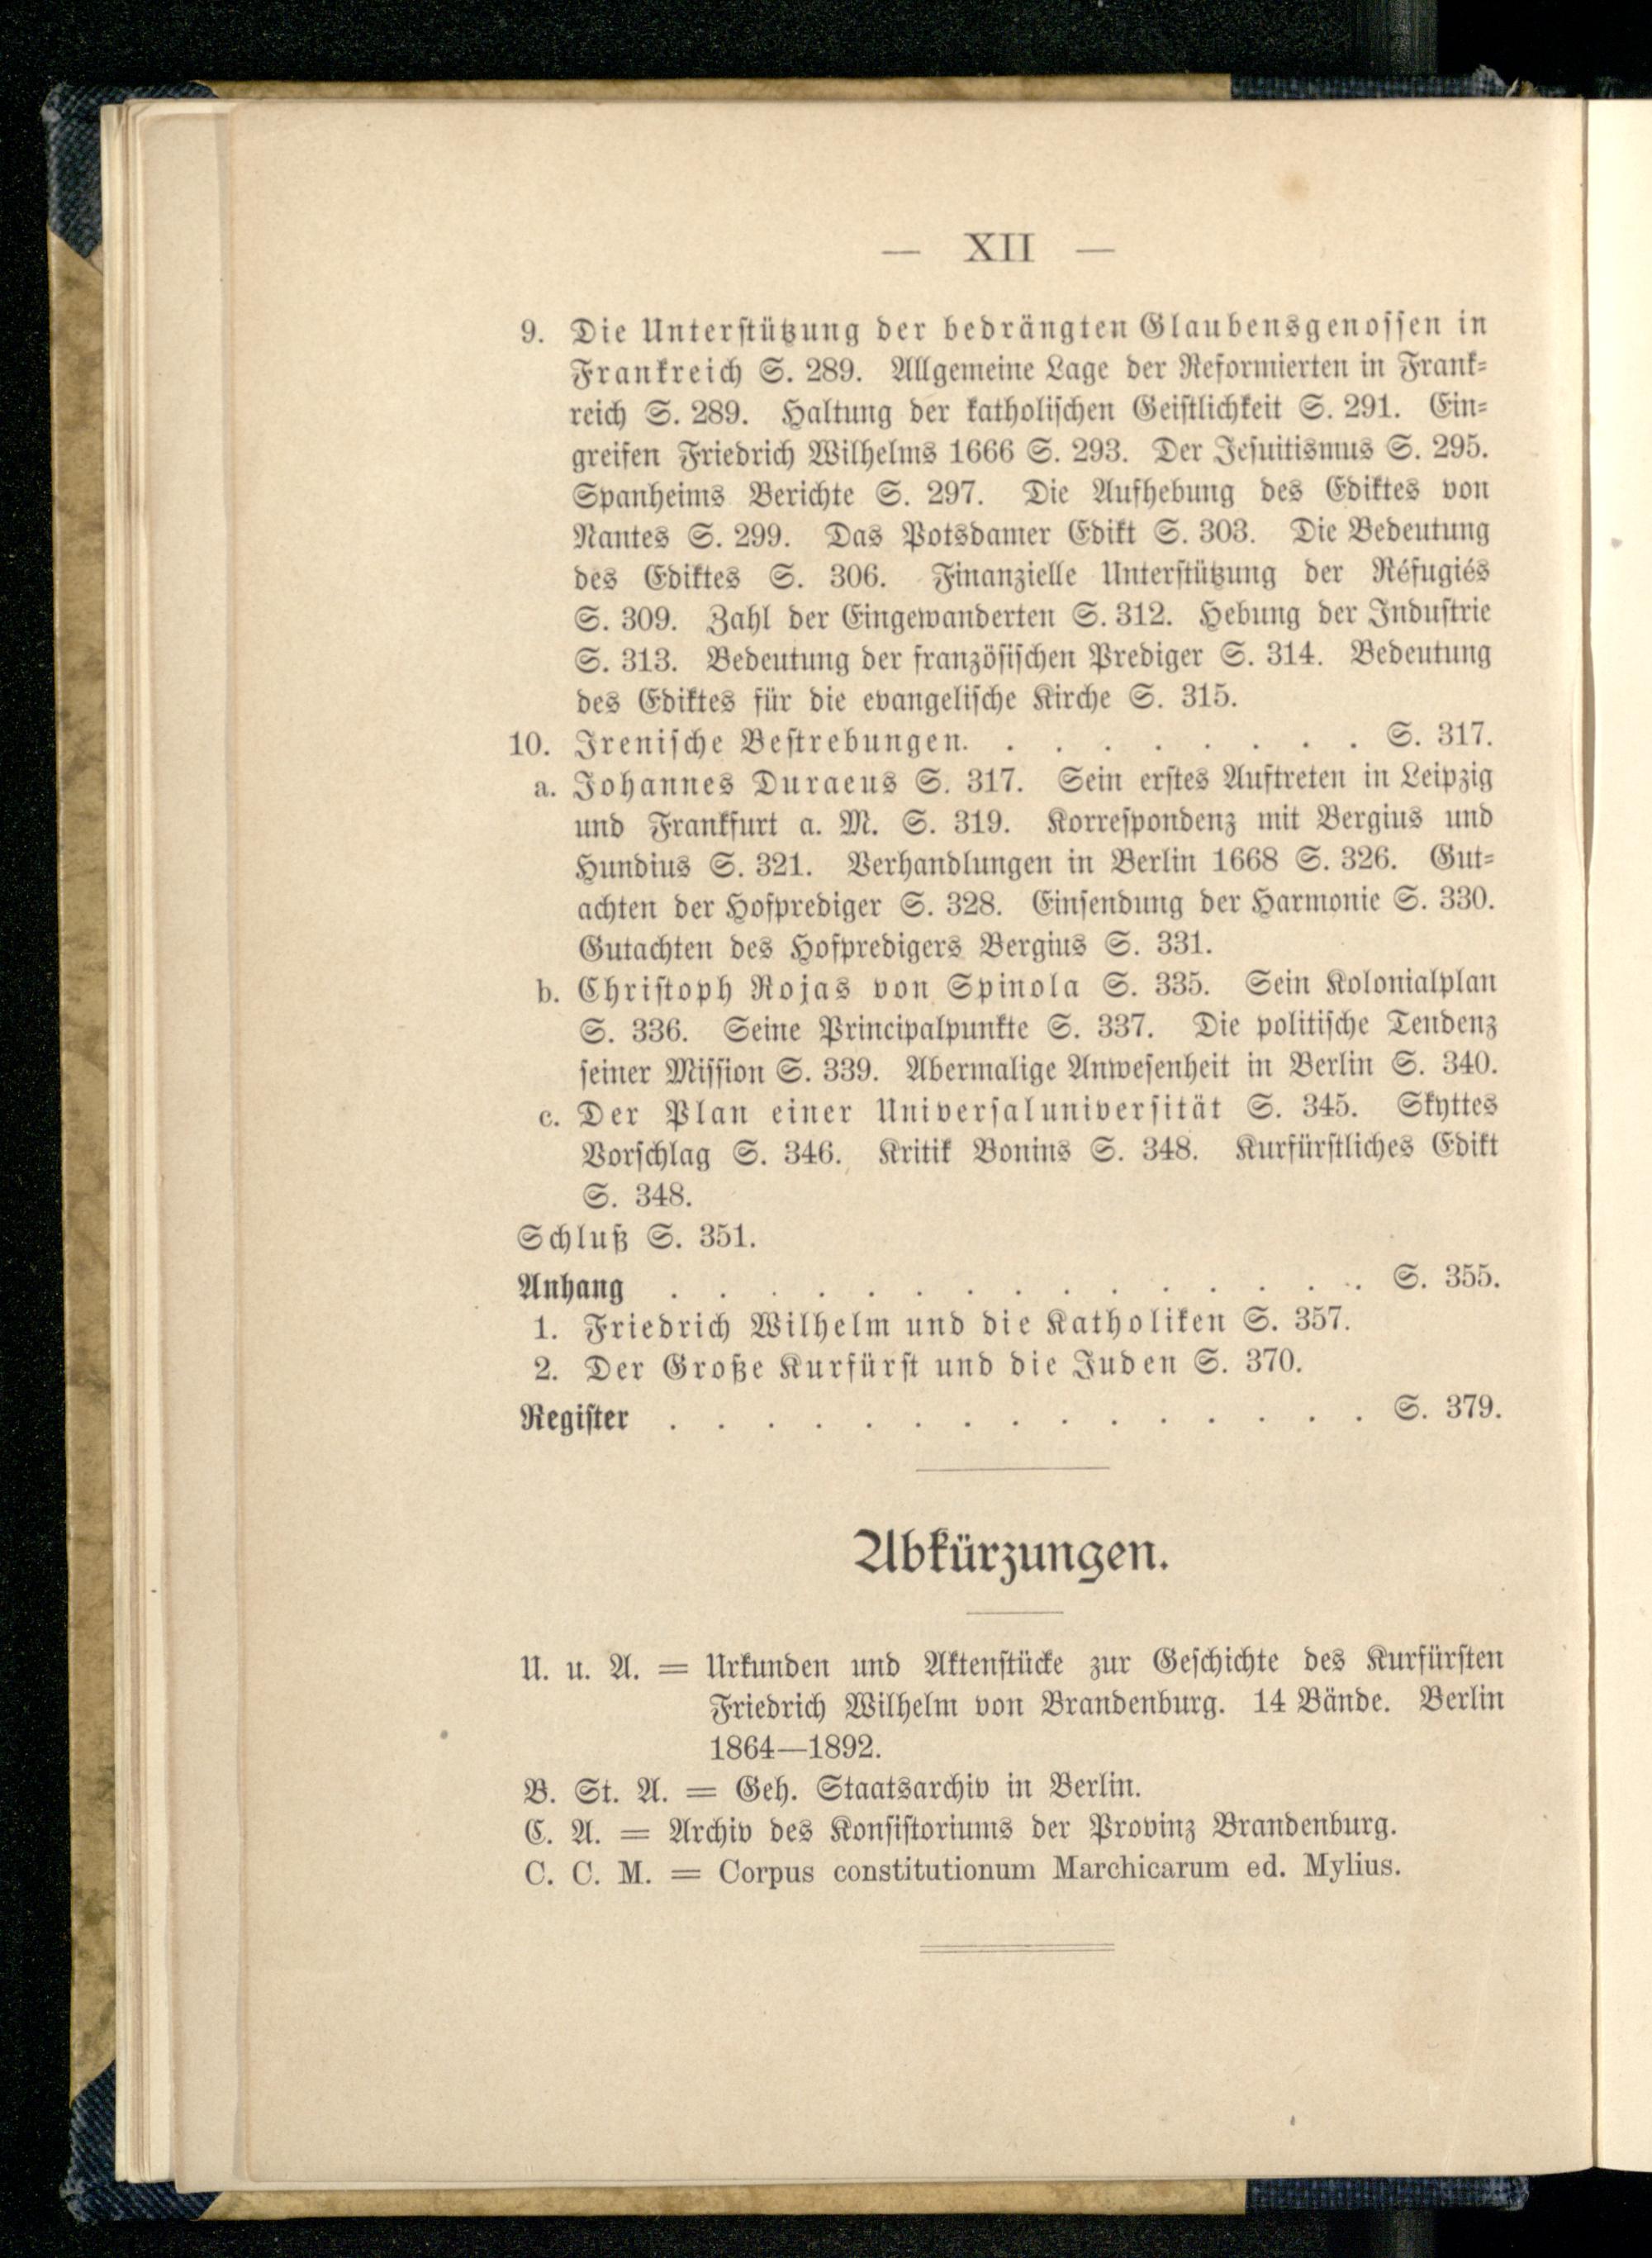 — XII —
9. Die Unterstützung der bedrängten Glaubensgenossen in
Frankreich S. 289. Allgemeine Lage der Reformierten in Frank-
reich S. 289. Haltung der katholischen Geistlichkeit S. 291. Ein-
greifen Friedrich Wilhelms 1666 S. 293. Der Jesuitismus S. 295.
Spanheims Berichte S. 297. Die Aufhebung des Ediktes von
Nantes S. 299. Das Potsdamer Edikt S. 303. Die Bedeutung
des Ediktes S. 306. Finanzielle Unterstützung der Réfugiés
S. 309. Zahl der Eingewanderten S. 312. Hebung der Industrie
S. 313. Bedeutung der französischen Prediger S. 314. Bedeutung
des Ediktes für die evangelische Kirche S. 315.
10. Irenische Bestrebungen. . . . . . . . . S. 317.
a. Johannes Duraeus S. 317. Sein erstes Auftreten in Leipzig
und Frankfurt a. M. S. 319. Korrespondenz mit Bergius und
Hundius S. 321. Verhandlungen in Berlin 1668 S. 326. Gut-
achten der Hofprediger S. 328. Einsendung der Harmonie S. 330.
Gutachten des Hofpredigers Bergius S. 331.
b. Christoph Rojas von Spinola S. 335. Sein Kolonialplan
S. 336. Seine Principalpunkte S. 337. Die politische Tendenz
seiner Mission S. 339. Abermalige Anwesenheit in Berlin S. 340.
c. Der Plan einer Universaluniversität S. 345. Skyttes
Vorschlag S. 346. Kritik Bonins S. 348. Kurfürstliches Edikt
S. 348.
Schluß S. 351.
Anhang . . . . . . . . . . . . . . . S. 355.
1. Friedrich Wilhelm und die Katholiken S. 357.
2. Der Große Kurfürst und die Juden S. 370.
Register . . . . . . . . . . . . . . . S. 379.
Abkürzungen.
U. u. A. = Urkunden und Aktenstücke zur Geschichte des Kurfürsten
Friedrich Wilhelm von Brandenburg. 14 Bände. Berlin
1864—1892.
B. St. A. = Geh. Staatsarchiv in Berlin.
C. A. = Archiv des Konsistoriums der Provinz Brandenburg.
C. C. M. = Corpus constitutionum Marchicarum ed. Mylius.